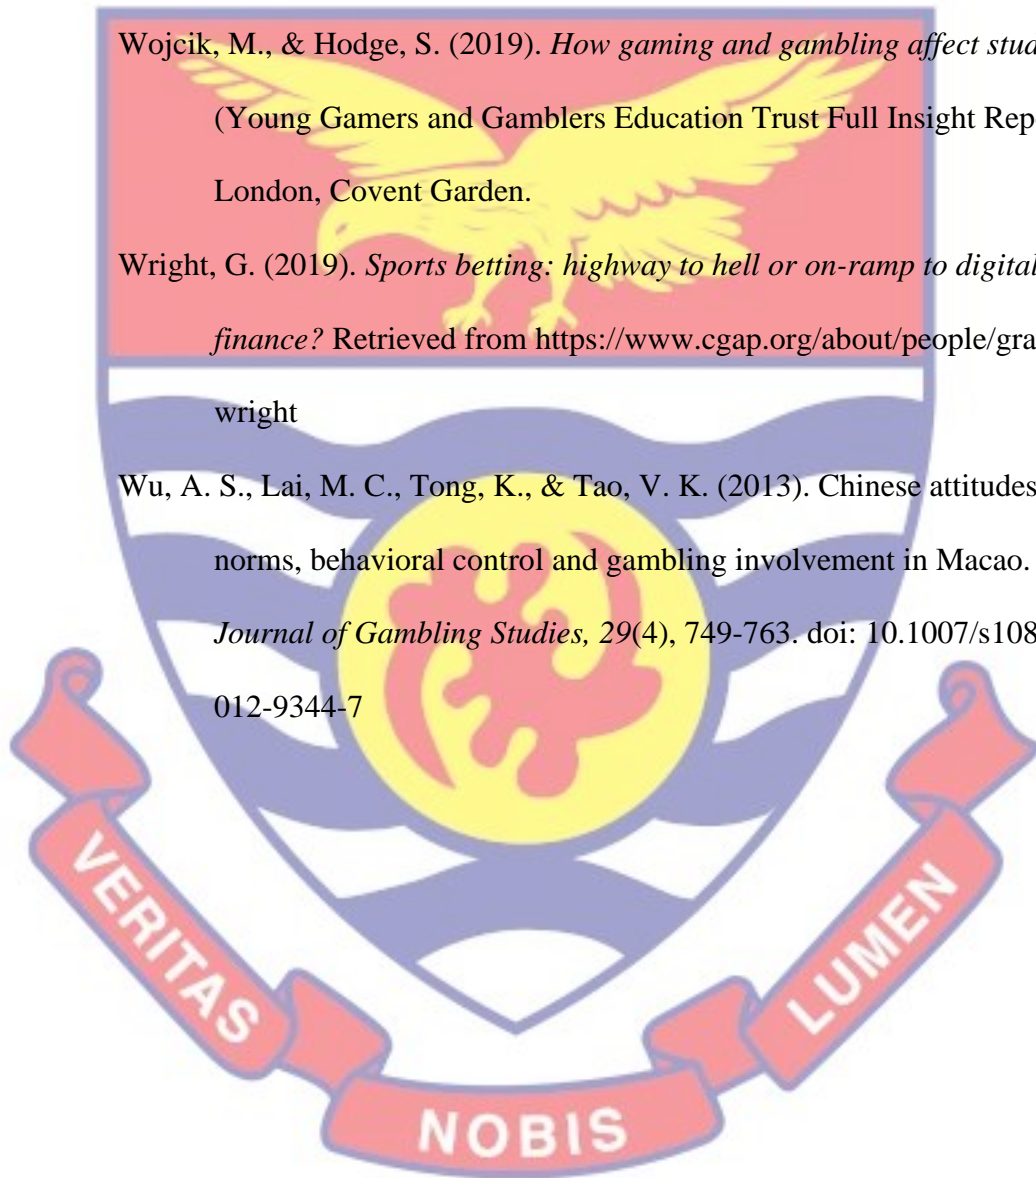 Wojcik, M., & Hodge, S. (2019). How gaming and gambling affect stud
(Young Gamers and Gamblers Education Trust Full Insight Rep
London, Covent Garden.
Wright, G. (2019). Sports betting: highway to hell or on-ramp to digital
finance? Retrieved from https://www.cgap.org/about/people/gra
wright
Wu, A. S., Lai, M. C., Tong, K., & Tao, V. K. (2013). Chinese attitudes
norms, behavioral control and gambling involvement in Macao.
Journal of Gambling Studies, 29(4), 749-763. doi: 10.1007/s108
012-9344-7
VERITAS
NOBIS
LUMEN